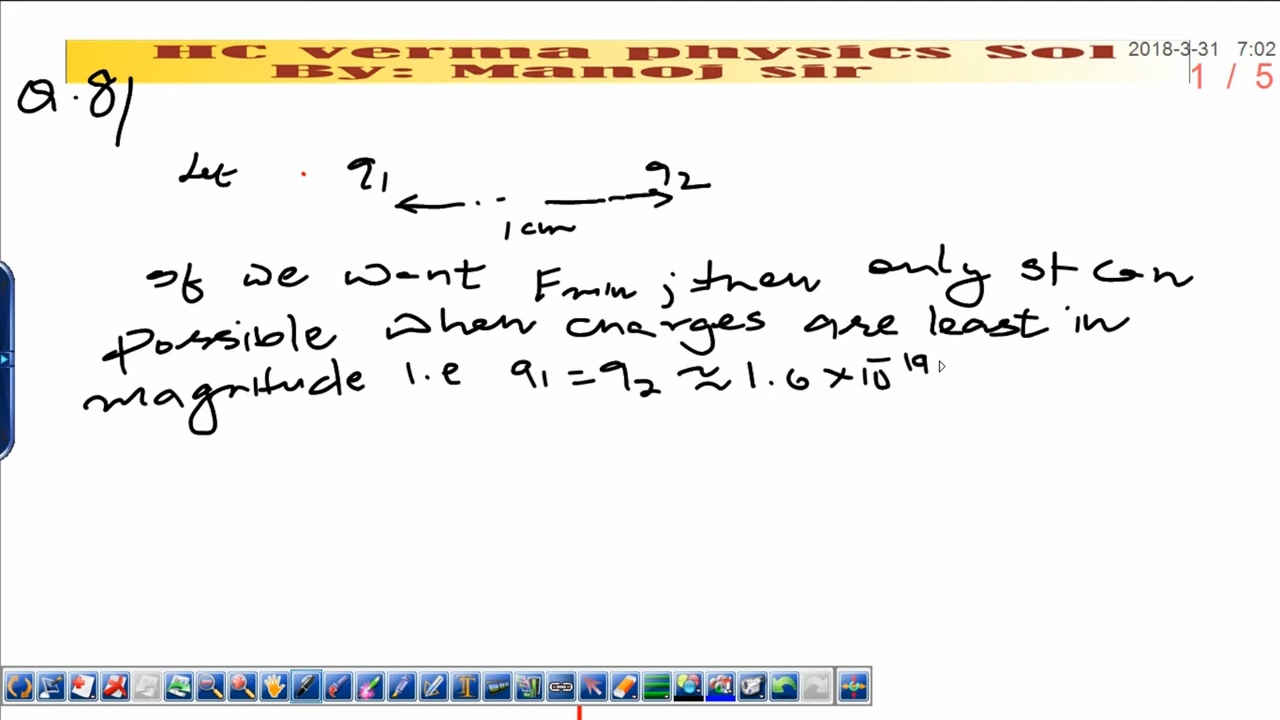 HC verma physics Sol
By: Manoj sir
2018-3-31 7:02
1 / 5
Q.8)
Let q1 q2
1 cm
If we want Fmin ; then only it can
possible when charges are least in
magnitude i.e q1 = q2 ≈ 1.6 × 10⁻¹⁹